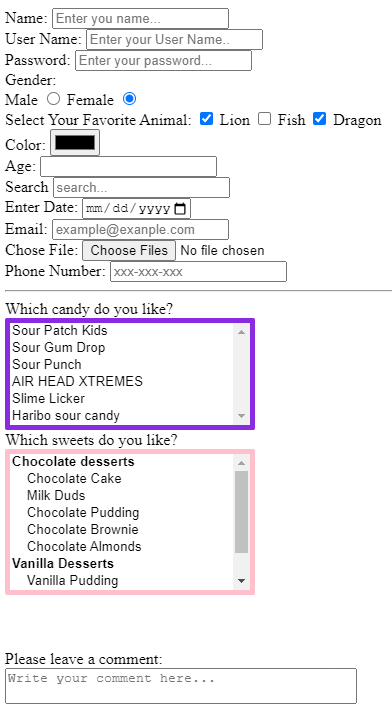 Name: Enter you name...
User Name: Enter your User Name..
Password: Enter your password...
Gender:
Male Female
Select Your Favorite Animal: Lion Fish Dragon
Color:
Age:
Search search...
Enter Date: mm/dd/yyyy
Email: example@exanple.com
Chose File: Choose Files No file chosen
Phone Number: xxx-xxx-xxx
Which candy do you like?
Sour Patch Kids
Sour Gum Drop
Sour Punch
AIR HEAD XTREMES
Slime Licker
Haribo sour candy
Which sweets do you like?
Chocolate desserts
Chocolate Cake
Milk Duds
Chocolate Pudding
Chocolate Brownie
Chocolate Almonds
Vanilla Desserts
Vanilla Pudding
Please leave a comment:
Write your comment here...